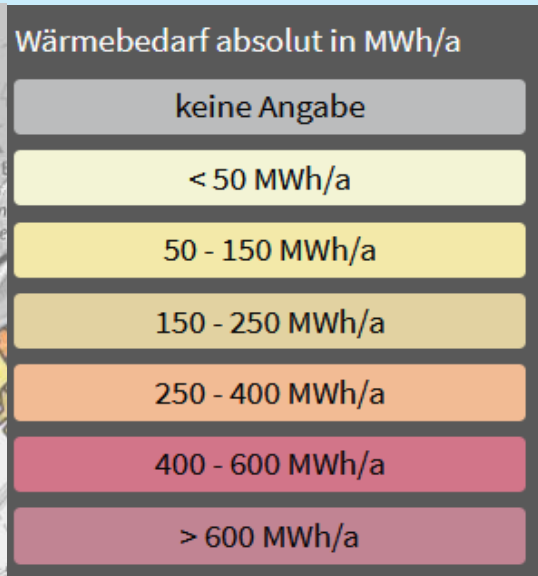 Wärmebedarf absolut in MWh/a
keine Angabe
< 50 MWh/a
50 - 150 MWh/a
150 - 250 MWh/a
250 - 400 MWh/a
400 - 600 MWh/a
> 600 MWh/a